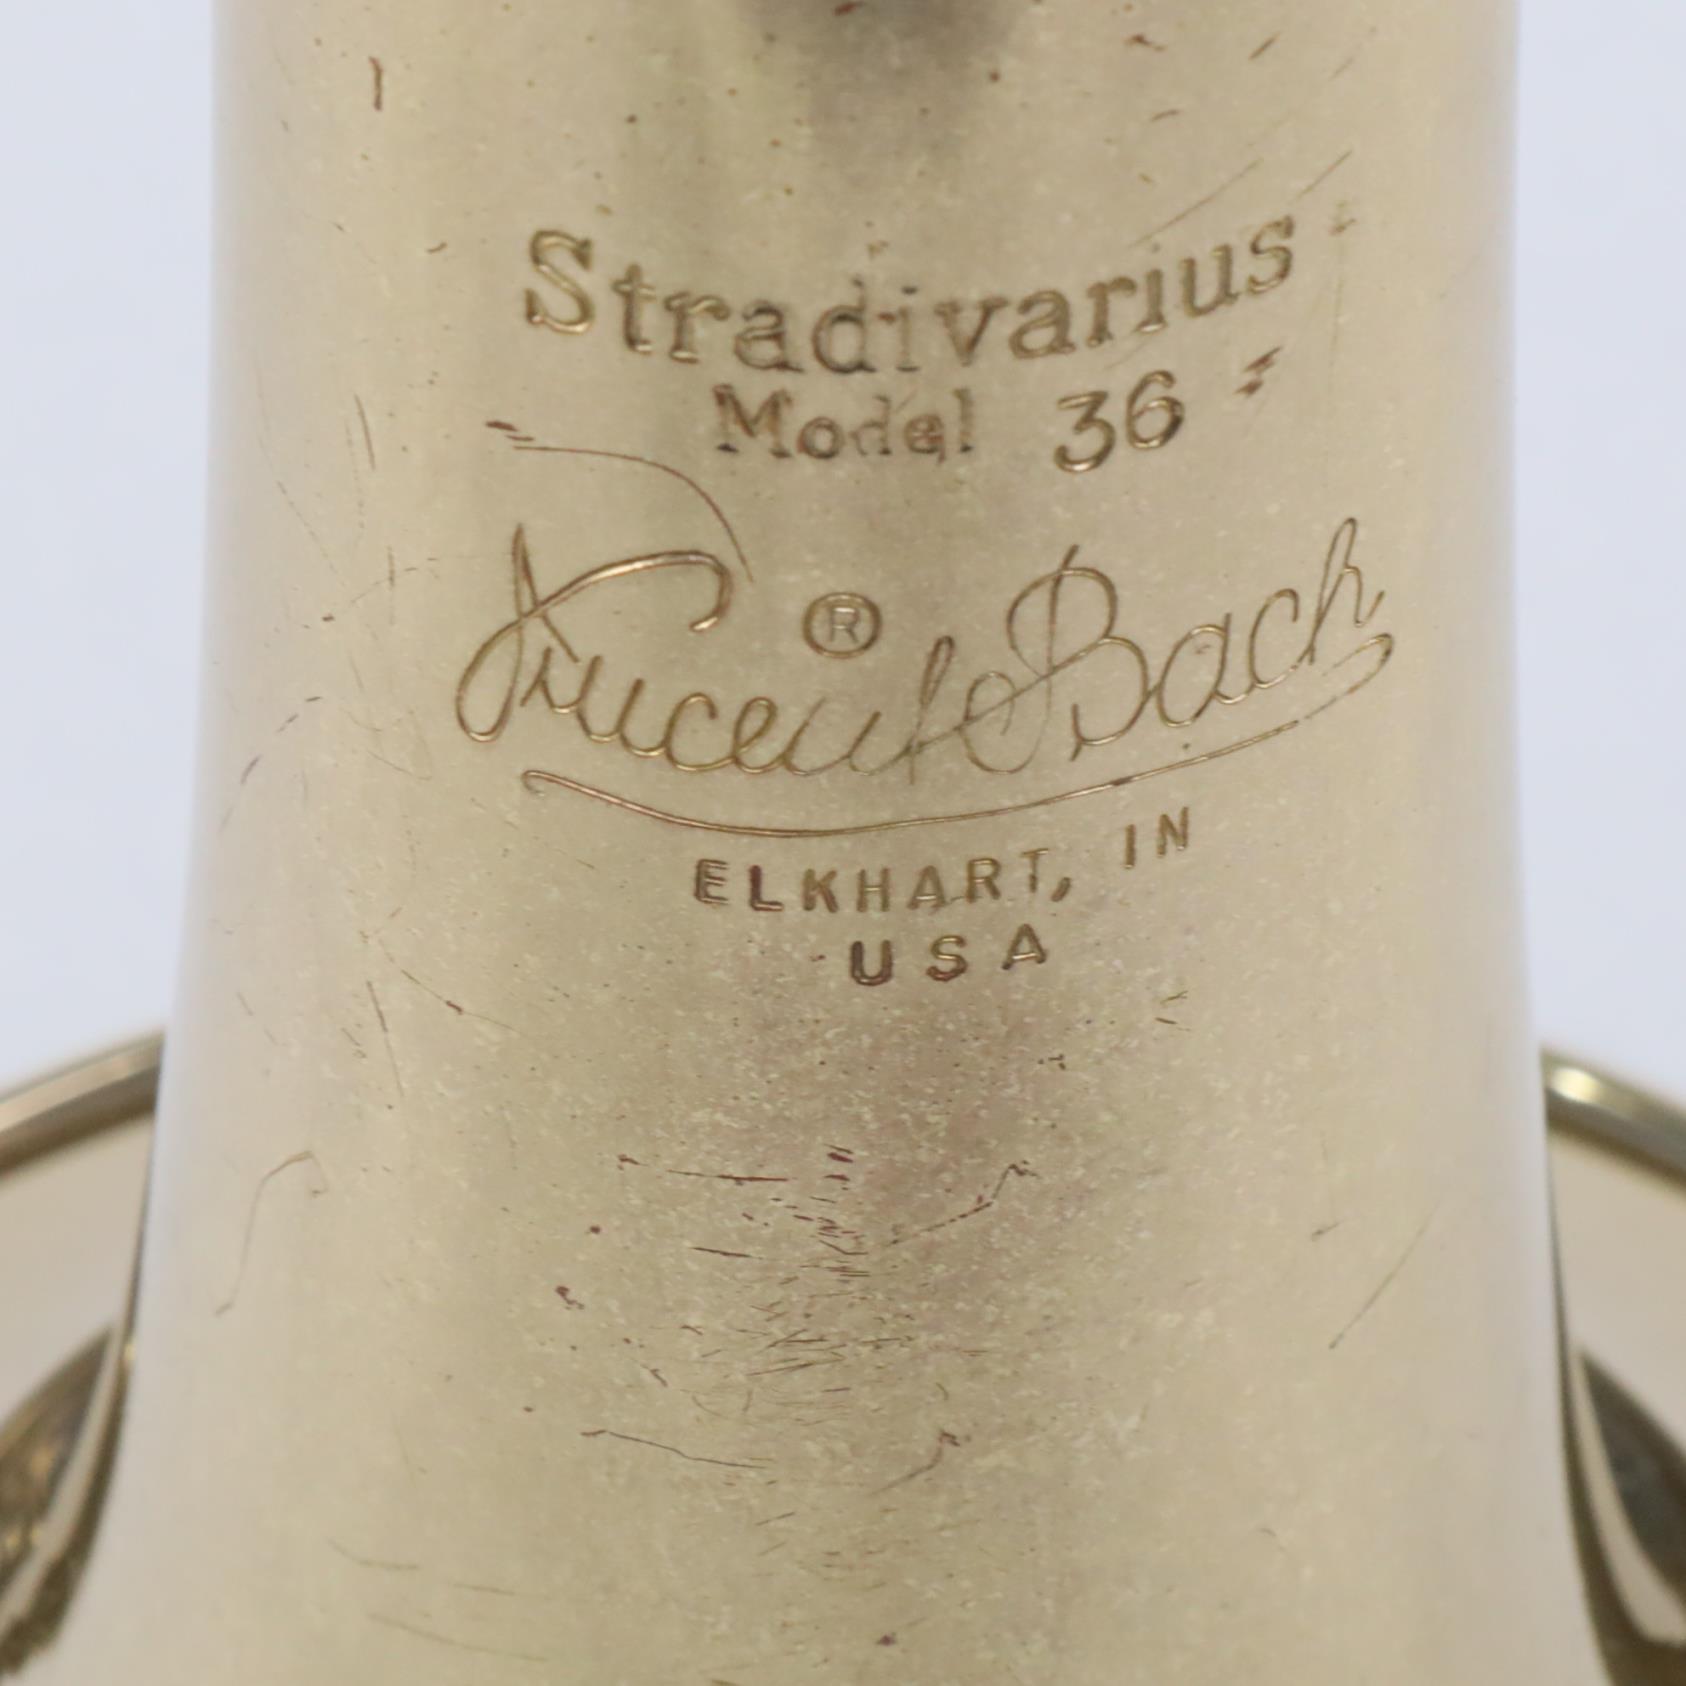 Stradivarius
Model 36
Vincent Bach ®
ELKHART, IN
USA